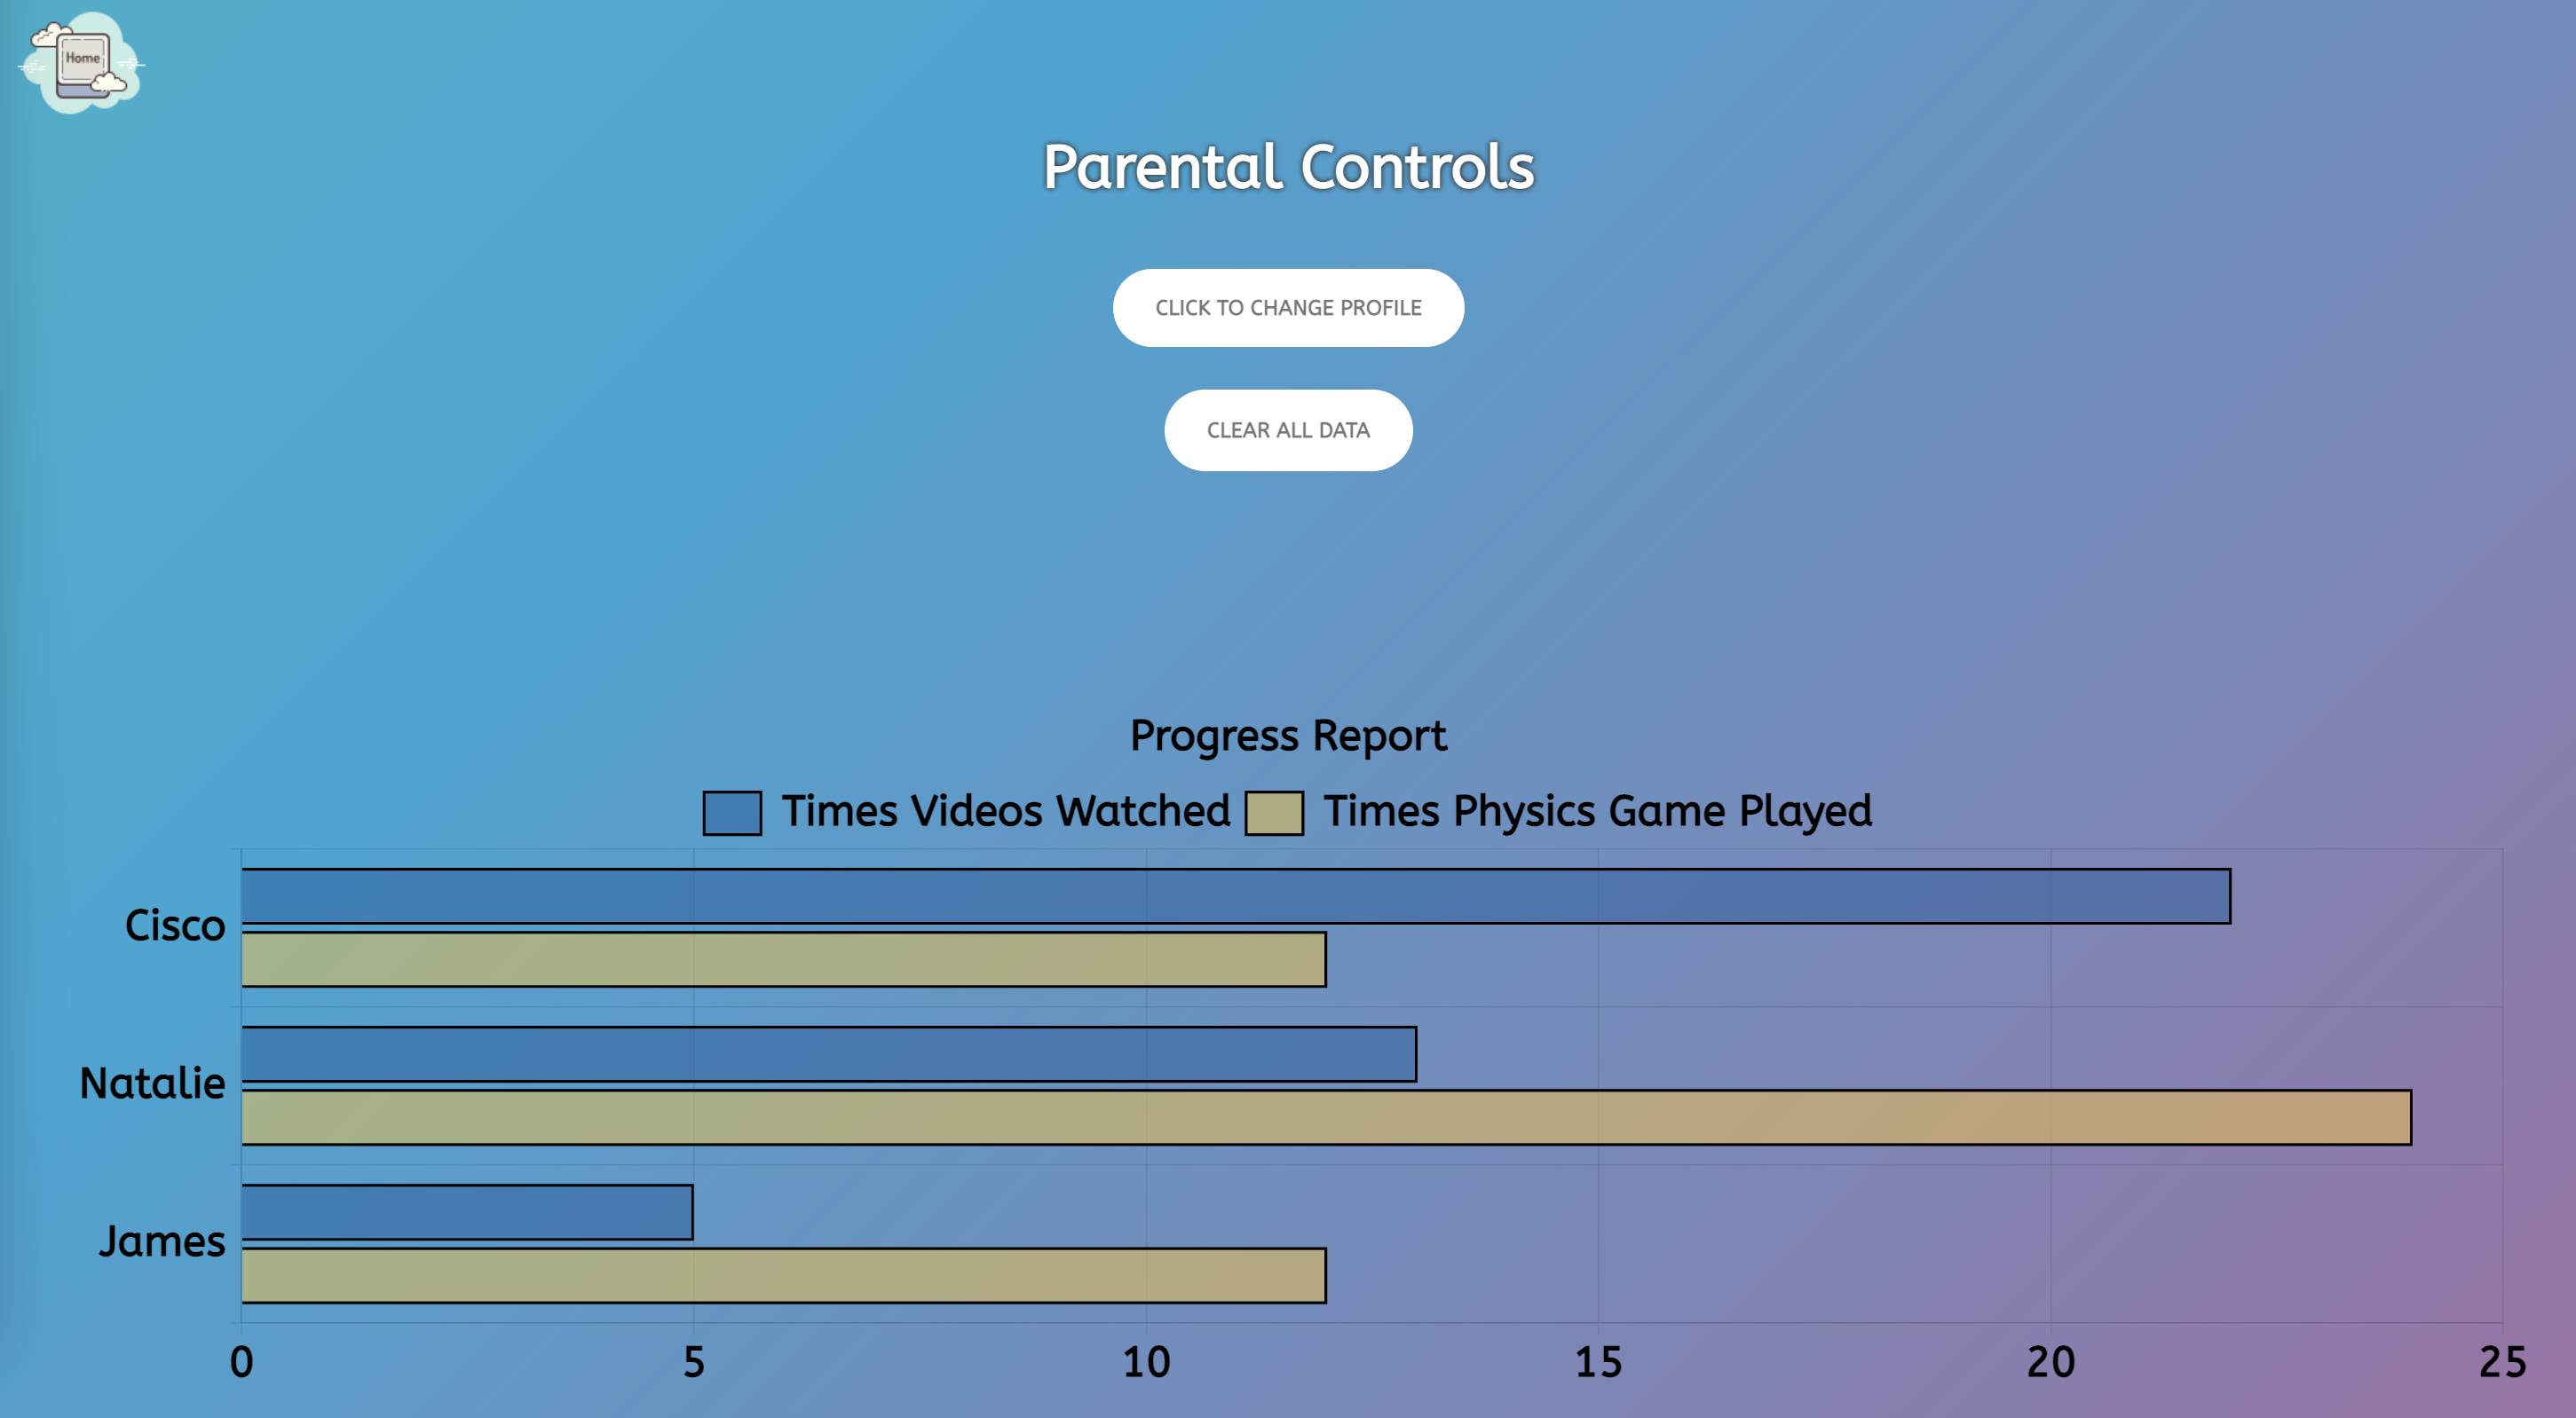 Home
Parental Controls
CLICK TO CHANGE PROFILE
CLEAR ALL DATA
Progress Report
Times Videos Watched Times Physics Game Played
Cisco
Natalie
James
0 5 10 15 20 25